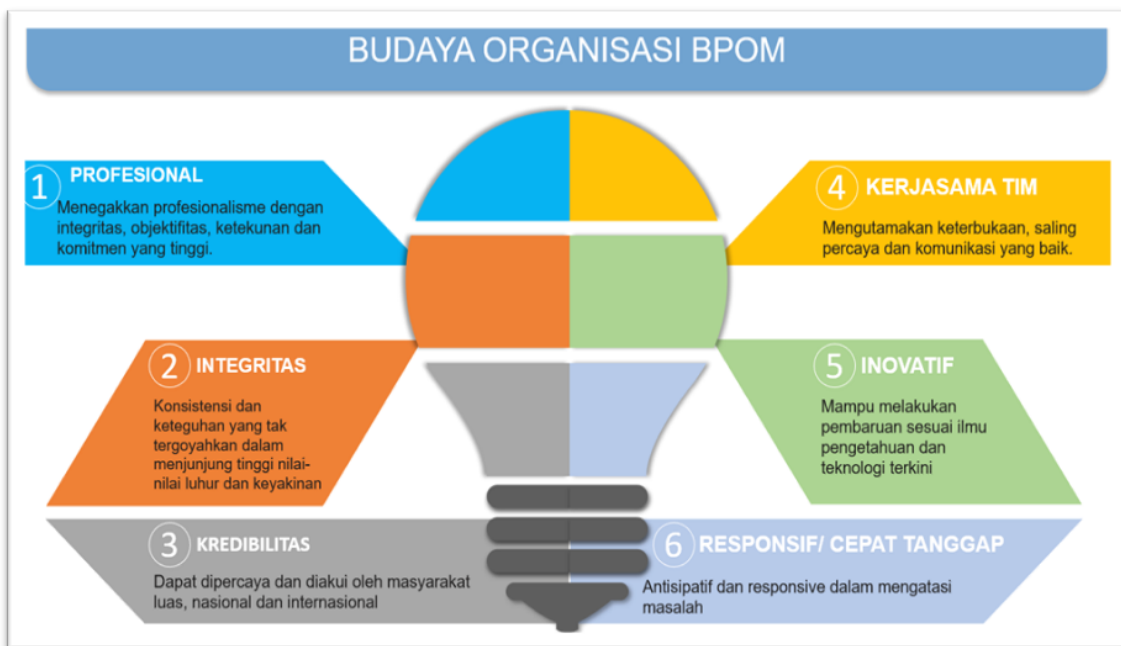 BUDAYA ORGANISASI BPOM
1 PROFESIONAL
Menegakkan profesionalisme dengan
integritas, objektifitas, ketekunan dan
komitmen yang tinggi.
2 INTEGRITAS
Konsistensi dan
keteguhan yang tak
tergoyahkan dalam
menjunjung tinggi nilai-
nilai luhur dan keyakinan
3 KREDIBILITAS
Dapat dipercaya dan diakui oleh masyarakat
luas, nasional dan internasional
4 KERJASAMA TIM
Mengutamakan keterbukaan, saling
percaya dan komunikasi yang baik.
5 INOVATIF
Mampu melakukan
pembaruan sesuai ilmu
pengetahuan dan
teknologi terkini
6 RESPONSIF/ CEPAT TANGGAP
Antisipatif dan responsive dalam mengatasi
masalah